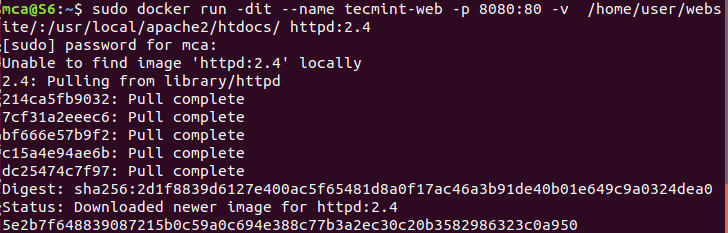 mca@S6:~$ sudo docker run -dit --name tecmint-web -p 8080:80 -v  /home/user/webs
ite/:/usr/local/apache2/htdocs/ httpd:2.4
[sudo] password for mca:
Unable to find image 'httpd:2.4' locally
2.4: Pulling from library/httpd
214ca5fb9032: Pull complete
7cf31a2eeec6: Pull complete
bf666e57b9f2: Pull complete
c15a4e94ae6b: Pull complete
dc25474c7f97: Pull complete
Digest: sha256:2d1f8839d6127e400ac5f65481d8a0f17ac46a3b91de40b01e649c9a0324dea0
Status: Downloaded newer image for httpd:2.4
5e2b7f648839087215b0c59a0c694e388c77b3a2ec30c20b3582986323c0a950